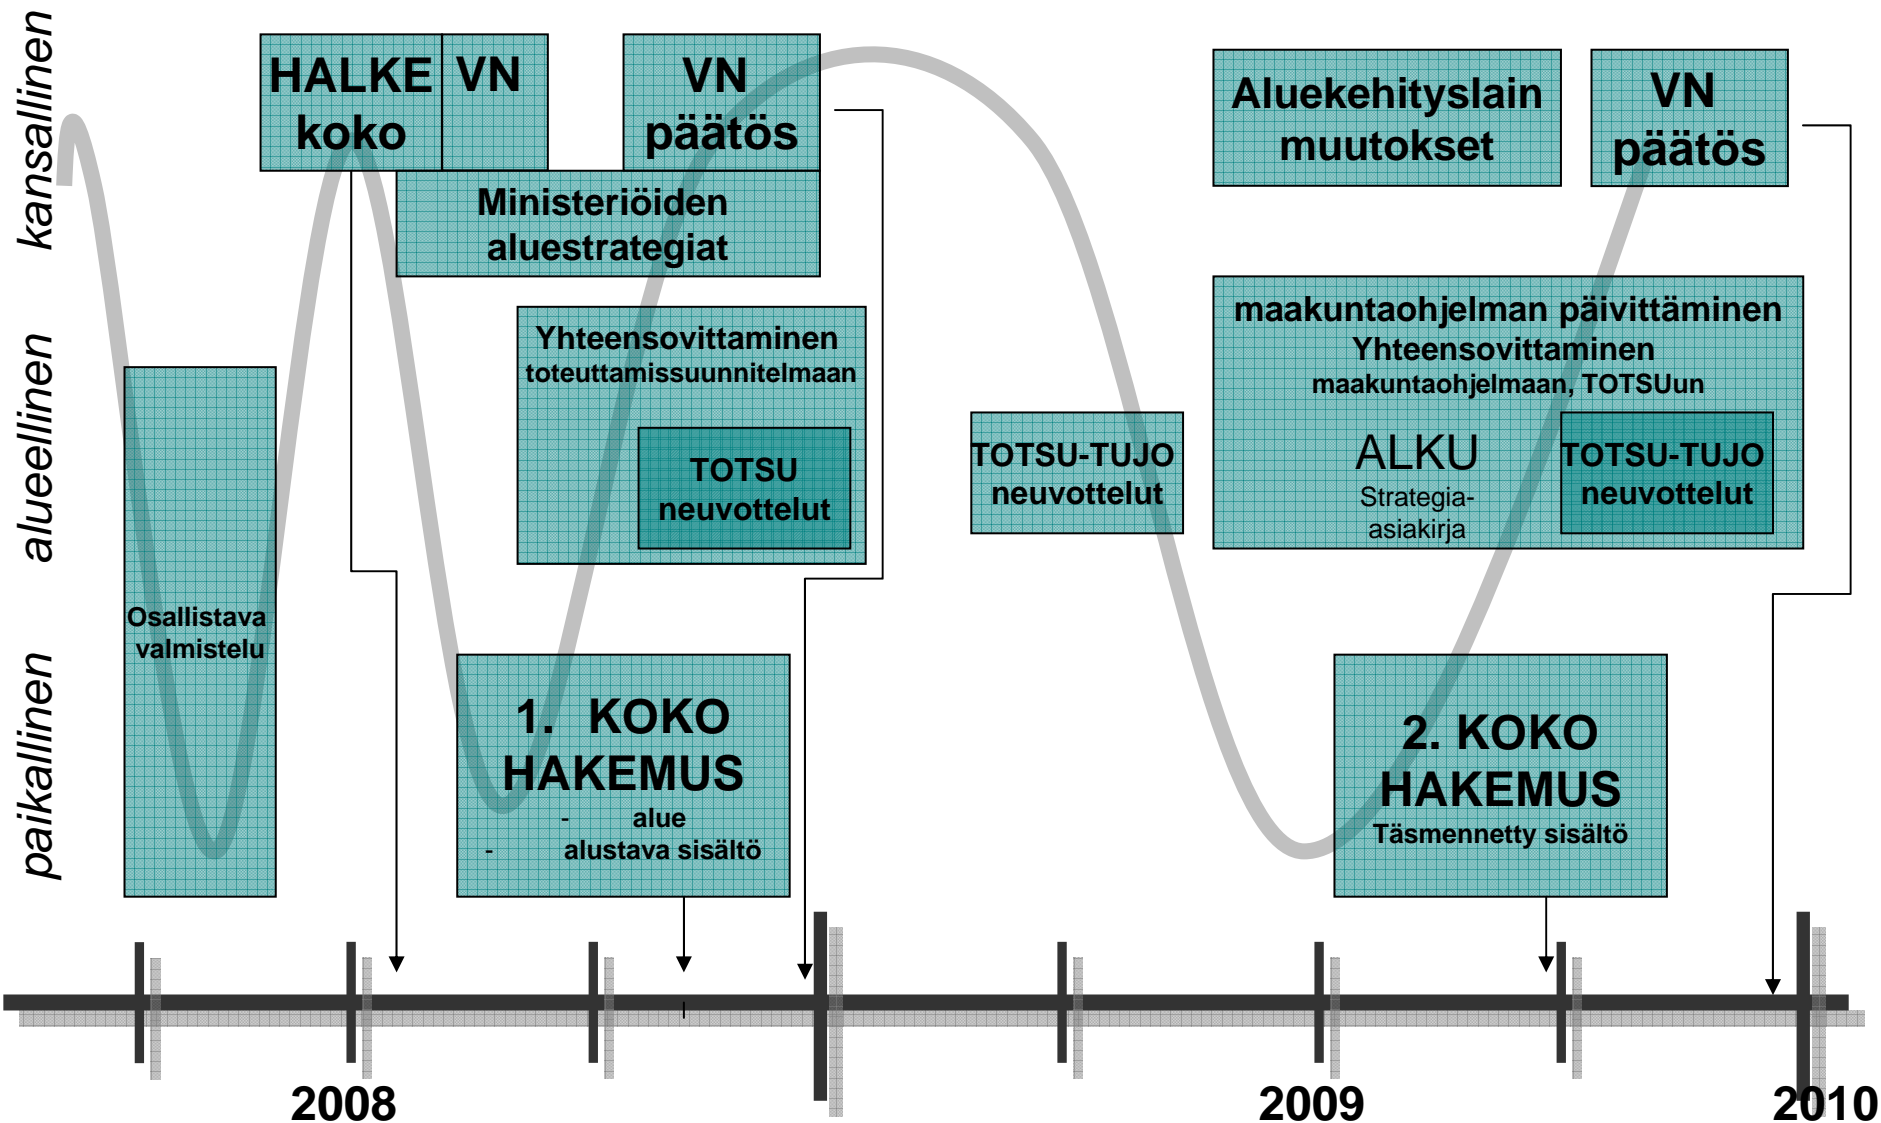 kansallinen
alueellinen
paikallinen
HALKE
koko
VN
VN
päätös
Ministeriöiden
aluestrategiat
Aluekehityslain
muutokset
VN
päätös
Yhteensovittaminen
toteuttamissuunnitelmaan
TOTSU
neuvottelut
TOTSU-TUJO
neuvottelut
maakuntaohjelman päivittäminen
Yhteensovittaminen
maakuntaohjelmaan, TOTSUun
ALKU
Strategia-
asiakirja
TOTSU-TUJO
neuvottelut
Osallistava
valmistelu
1. KOKO
HAKEMUS
- alue
- alustava sisältö
2. KOKO
HAKEMUS
Täsmennetty sisältö
2008
2009
2010